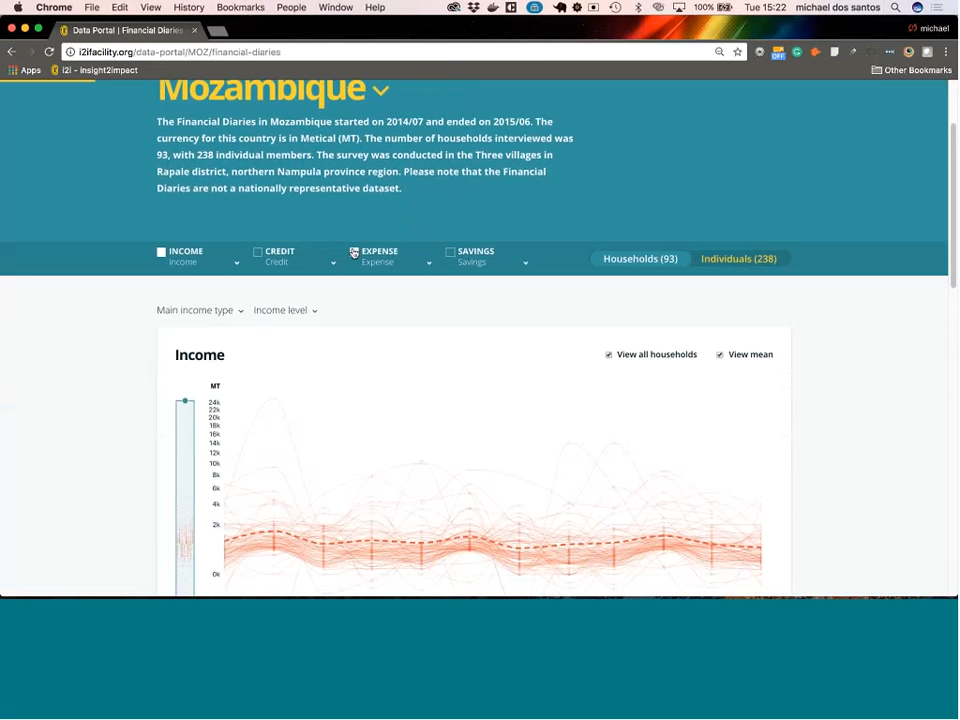 Chrome File Edit View History Bookmarks People Window Help 100% Tue 15:22 michael dos santos
Data Portal | Financial Diaries michael
i2ifacility.org/data-portal/MOZ/financial-diaries
OFF
Apps i2i - insight2impact Other Bookmarks
Mozambique
The Financial Diaries in Mozambique started on 2014/07 and ended on 2015/06. The
currency for this country is in Metical (MT). The number of households interviewed was
93, with 238 individual members. The survey was conducted in the Three villages in
Rapale district, northern Nampula province region. Please note that the Financial
Diaries are not a nationally representative dataset.
INCOME CREDIT EXPENSE SAVINGS
Income Credit Expense Savings
Households (93) Individuals (238)
Main income type Income level
Income View all households View mean
MT
24k
22k
20k
18k
16k
14k
12k
10k
8k
6k
4k
2k
0k